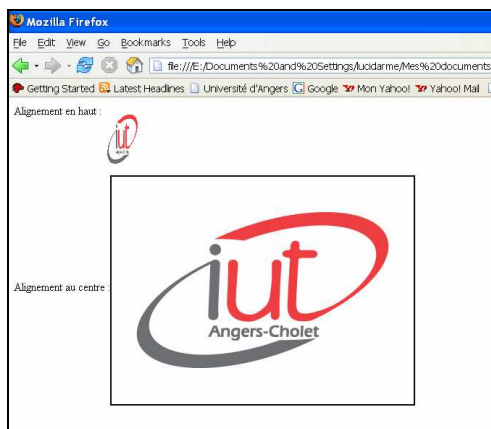 Mozilla Firefox
File Edit View Go Bookmarks Tools Help
file:///E:/Documents%20and%20Settings/lucidarme/Mes%20documents
Getting Started Latest Headlines Université d'Angers G Google Mon Yahoo! Yahoo! Mail
Alignement en haut :
iut
Alignement au centre :
iut
Angers-Cholet